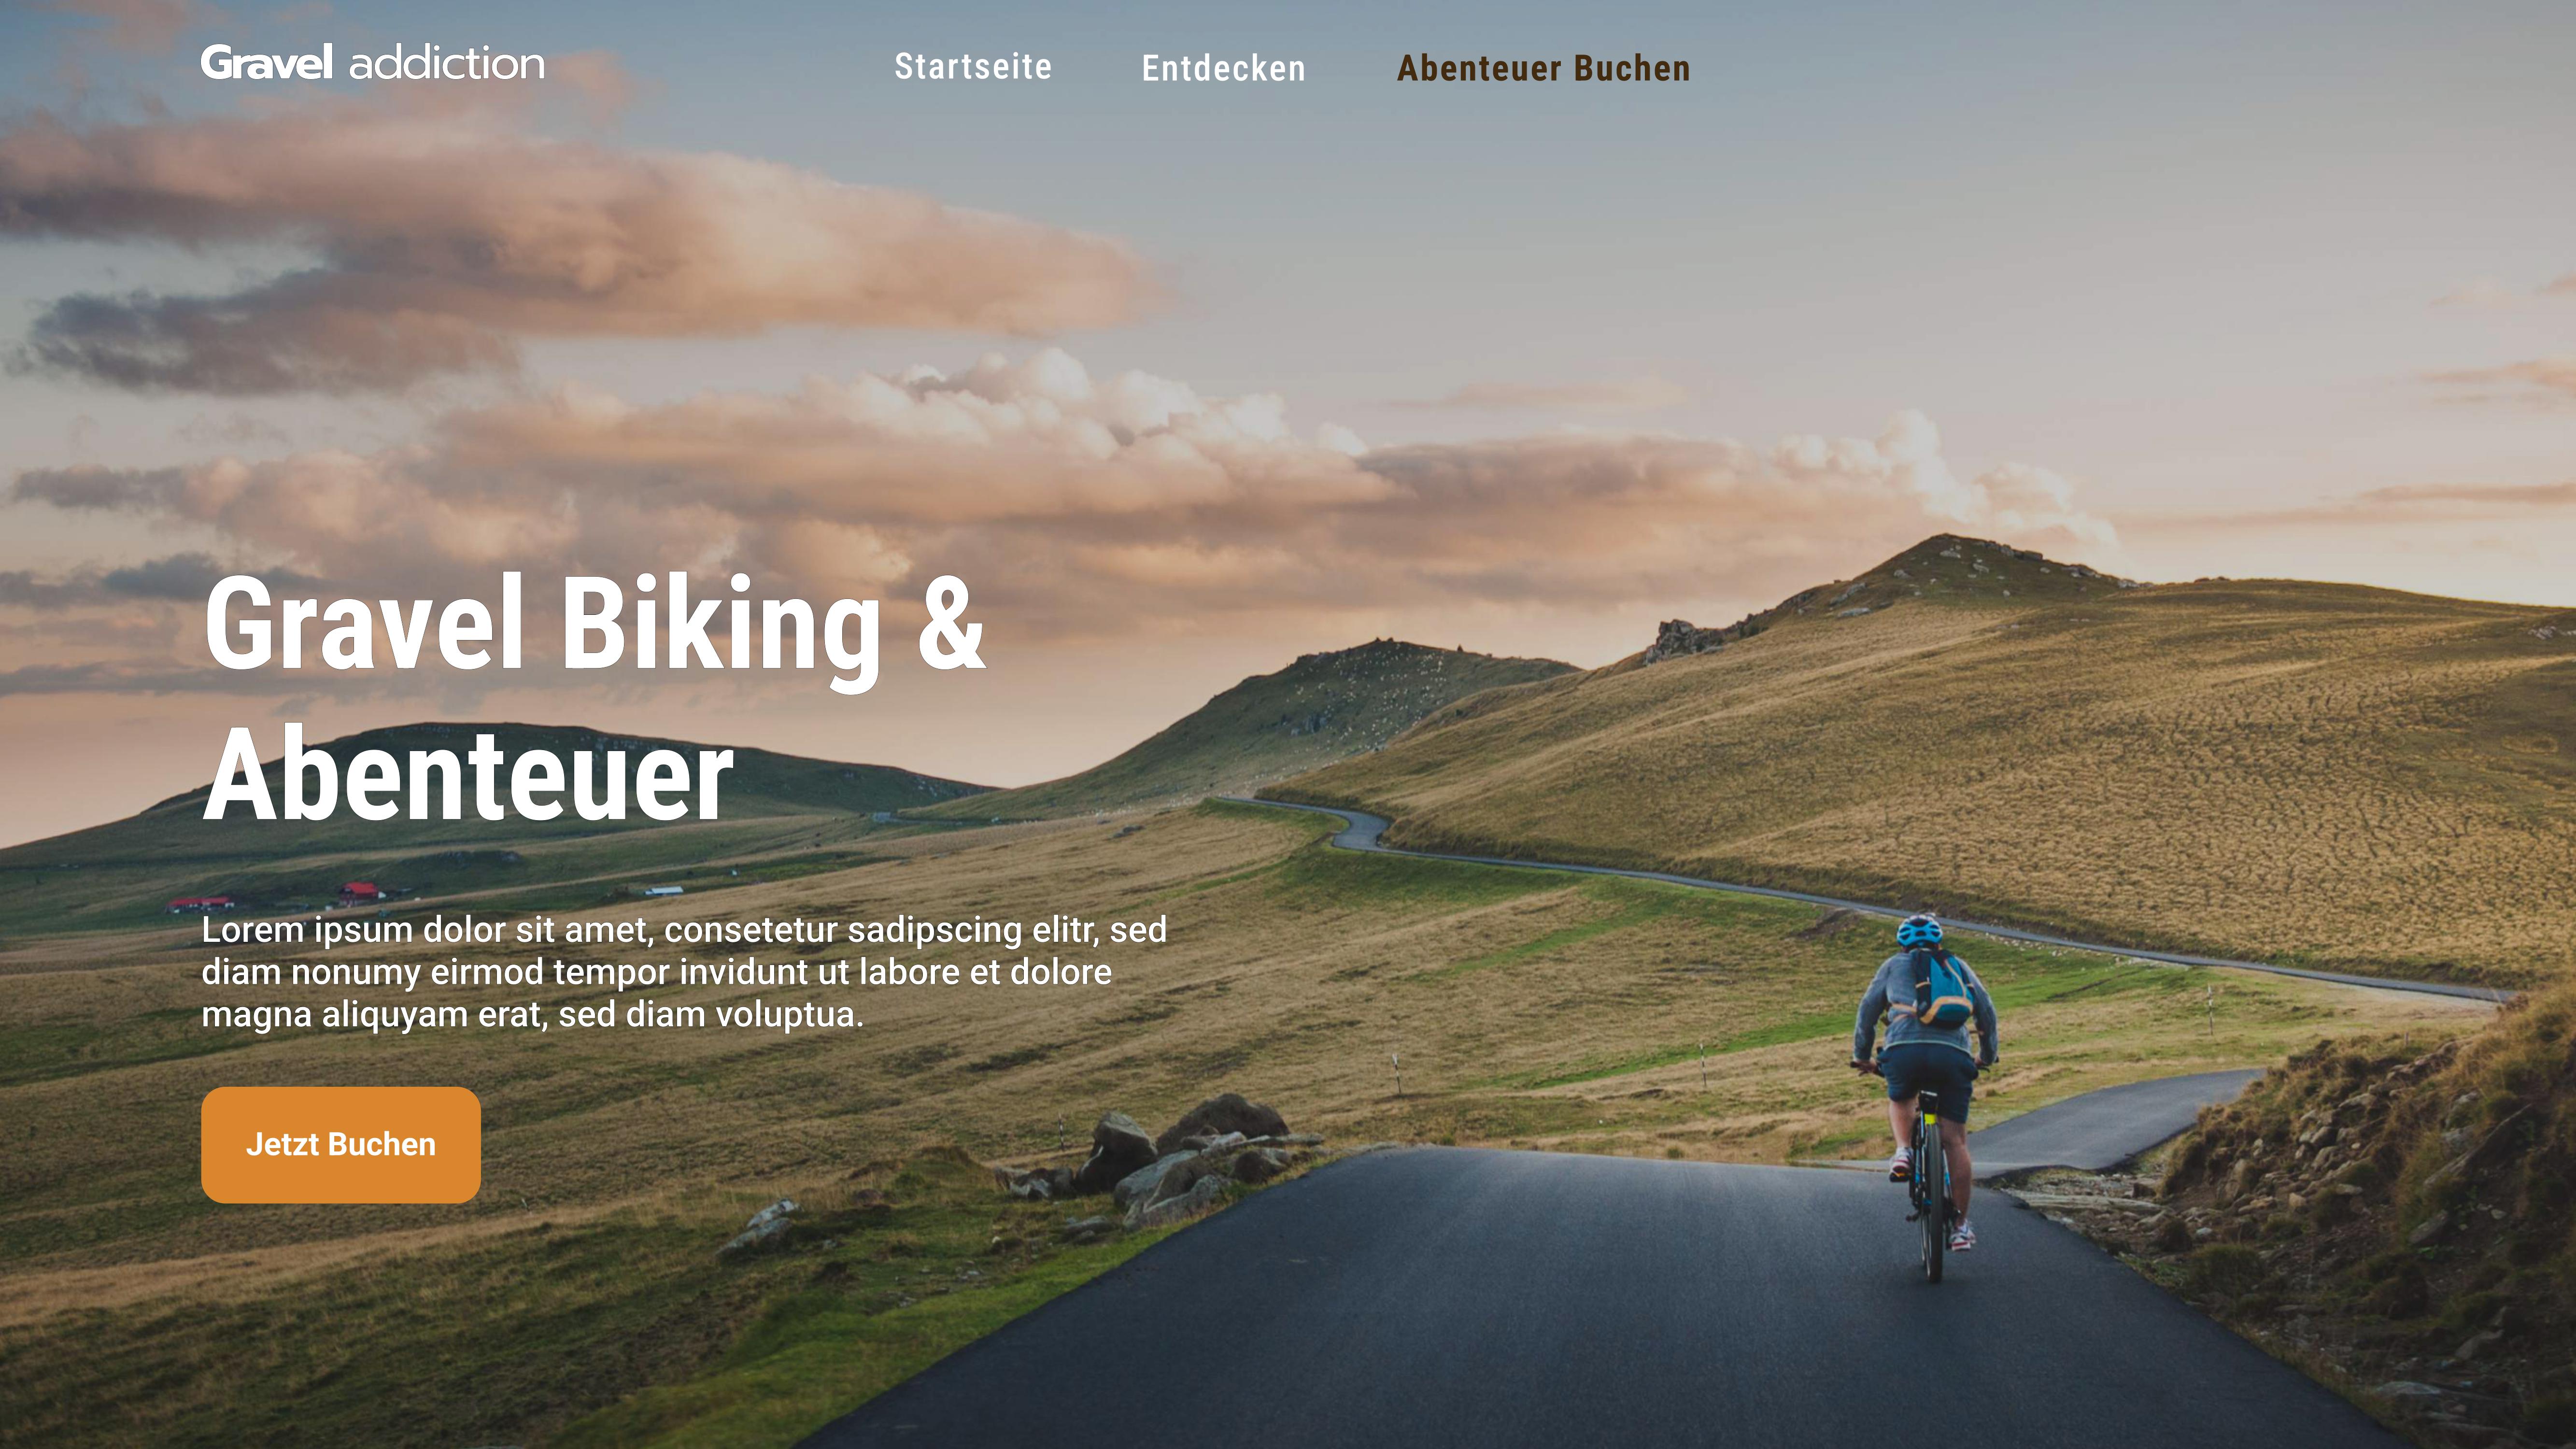 Gravel addiction
Startseite
Entdecken
Abenteuer Buchen
Gravel Biking &
Abenteuer
Lorem ipsum dolor sit amet, consetetur sadipscing elitr, sed
diam nonumy eirmod tempor invidunt ut labore et dolore
magna aliquyam erat, sed diam voluptua.
Jetzt Buchen